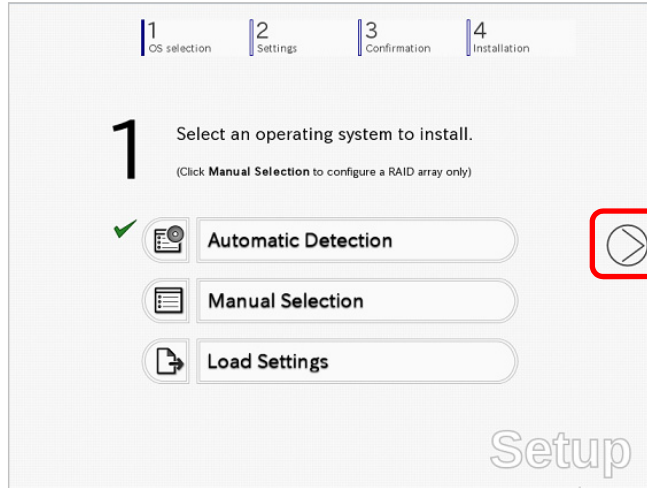 1 2 3 4
OS selection Settings Confirmation Installation
1 Select an operating system to install.
(Click Manual Selection to configure a RAID array only)
Automatic Detection
Manual Selection
Load Settings
Setup